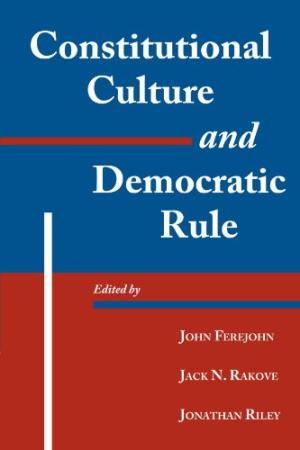 Constitutional
Culture
and
Democratic
Rule
Edited by
JOHN FEREJOHN
JACK N. RAKOVE
JONATHAN RILEY